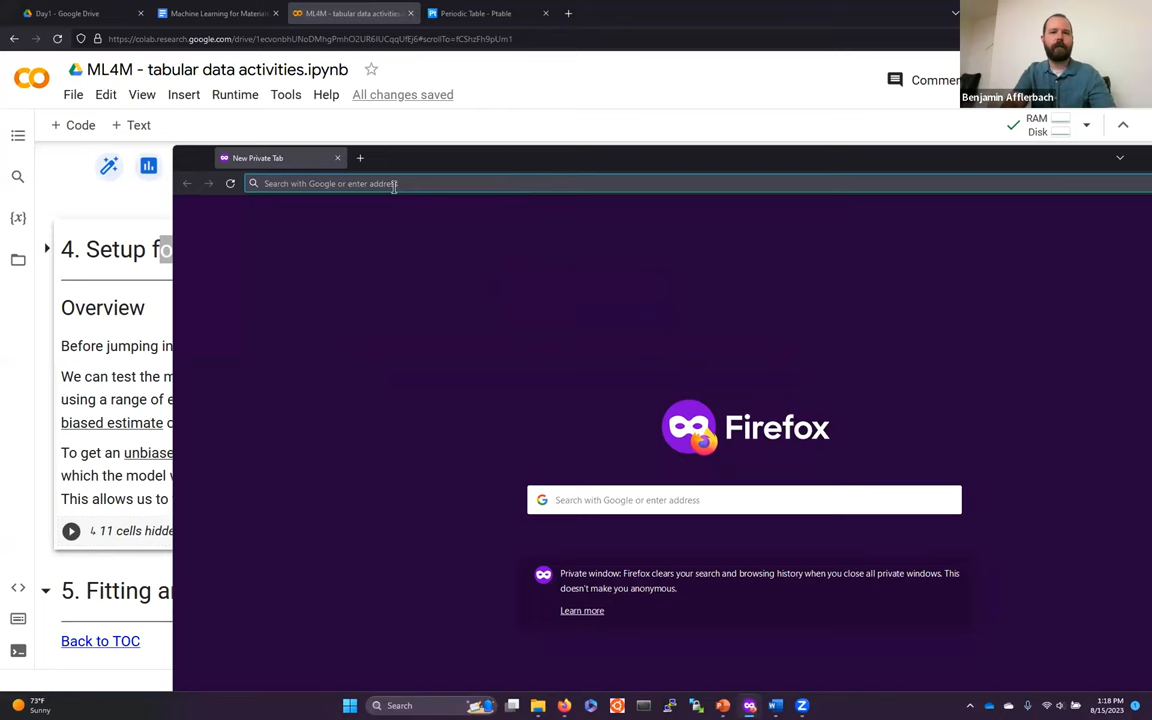 Day1 - Google Drive
Machine Learning for Materials
ML4M - tabular data activities.
Periodic Table - Ptable
https://colab.research.google.com/drive/1ecvonbhUNoDMhgPmhO2UR6IUCqqUfEj6#scrollTo=fCShzFh9pUm1
ML4M - tabular data activities.ipynb
File Edit View Insert Runtime Tools Help All changes saved
Commen
Benjamin Afflerbach
+ Code + Text
RAM
Disk
New Private Tab
Search with Google or enter address
{x}
4. Setup fo
Overview
Before jumping in
We can test the m
using a range of e
biased estimate o
To get an unbiase
which the model w
This allows us to
11 cells hidde
5. Fitting an
Back to TOC
Firefox
Search with Google or enter address
Private window: Firefox clears your search and browsing history when you close all private windows. This
doesn't make you anonymous.
Learn more
73°F
Sunny
Search
1:18 PM
8/15/2023